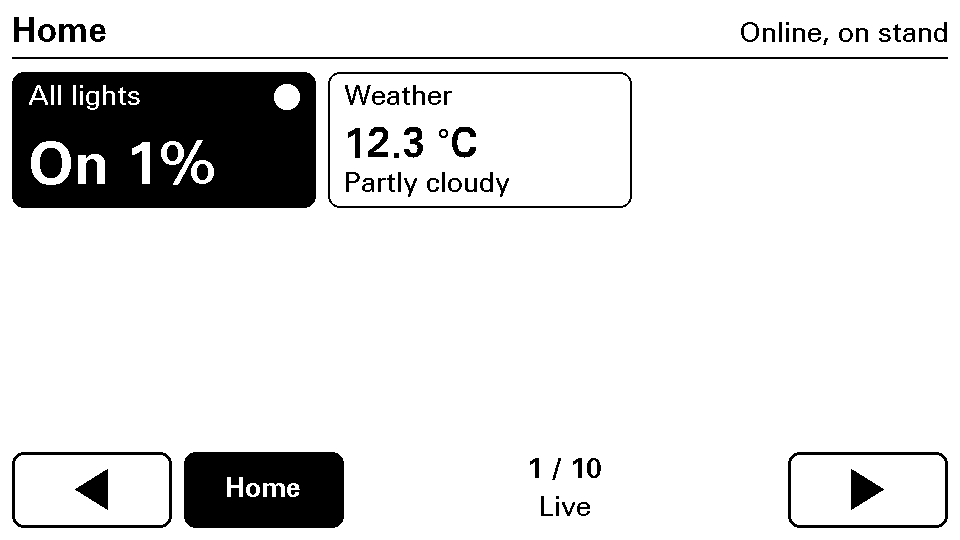 Home
Online, on stand
All lights
On 1%
Weather
12.3 °C
Partly cloudy
Home
1 / 10
Live